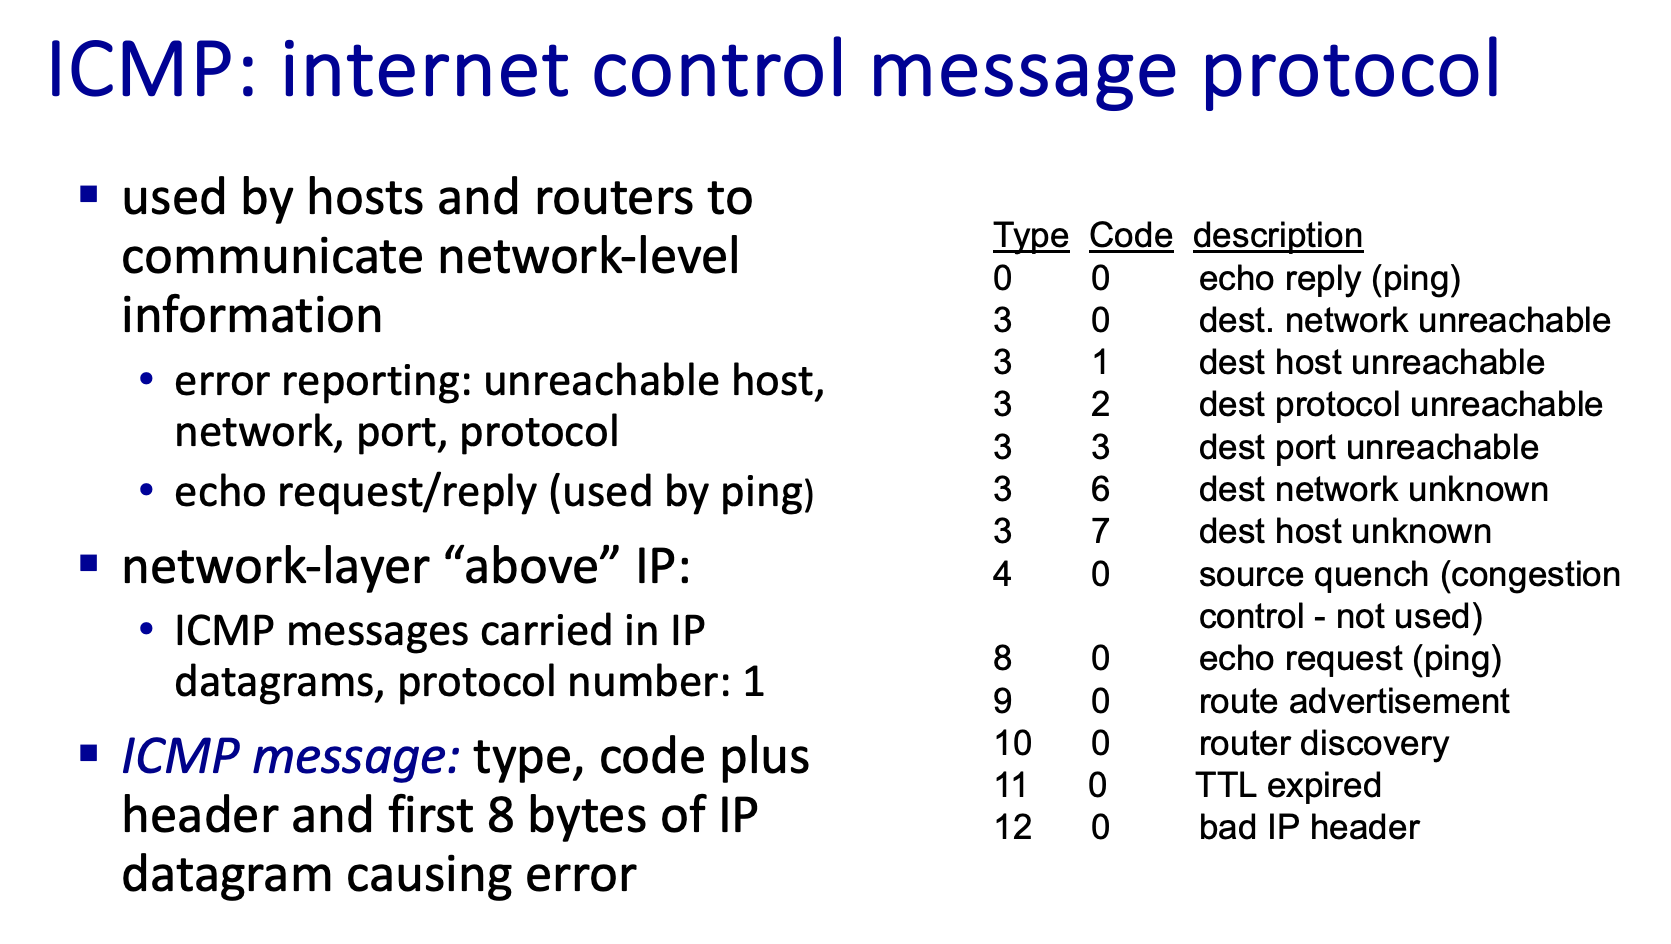 ICMP: internet control message protocol
▪ used by hosts and routers to
communicate network-level
information
• error reporting: unreachable host,
network, port, protocol
• echo request/reply (used by ping)
▪ network-layer “above” IP:
• ICMP messages carried in IP
datagrams, protocol number: 1
▪ ICMP message: type, code plus
header and first 8 bytes of IP
datagram causing error
Type Code description
0 0 echo reply (ping)
3 0 dest. network unreachable
3 1 dest host unreachable
3 2 dest protocol unreachable
3 3 dest port unreachable
3 6 dest network unknown
3 7 dest host unknown
4 0 source quench (congestion
control - not used)
8 0 echo request (ping)
9 0 route advertisement
10 0 router discovery
11 0 TTL expired
12 0 bad IP header